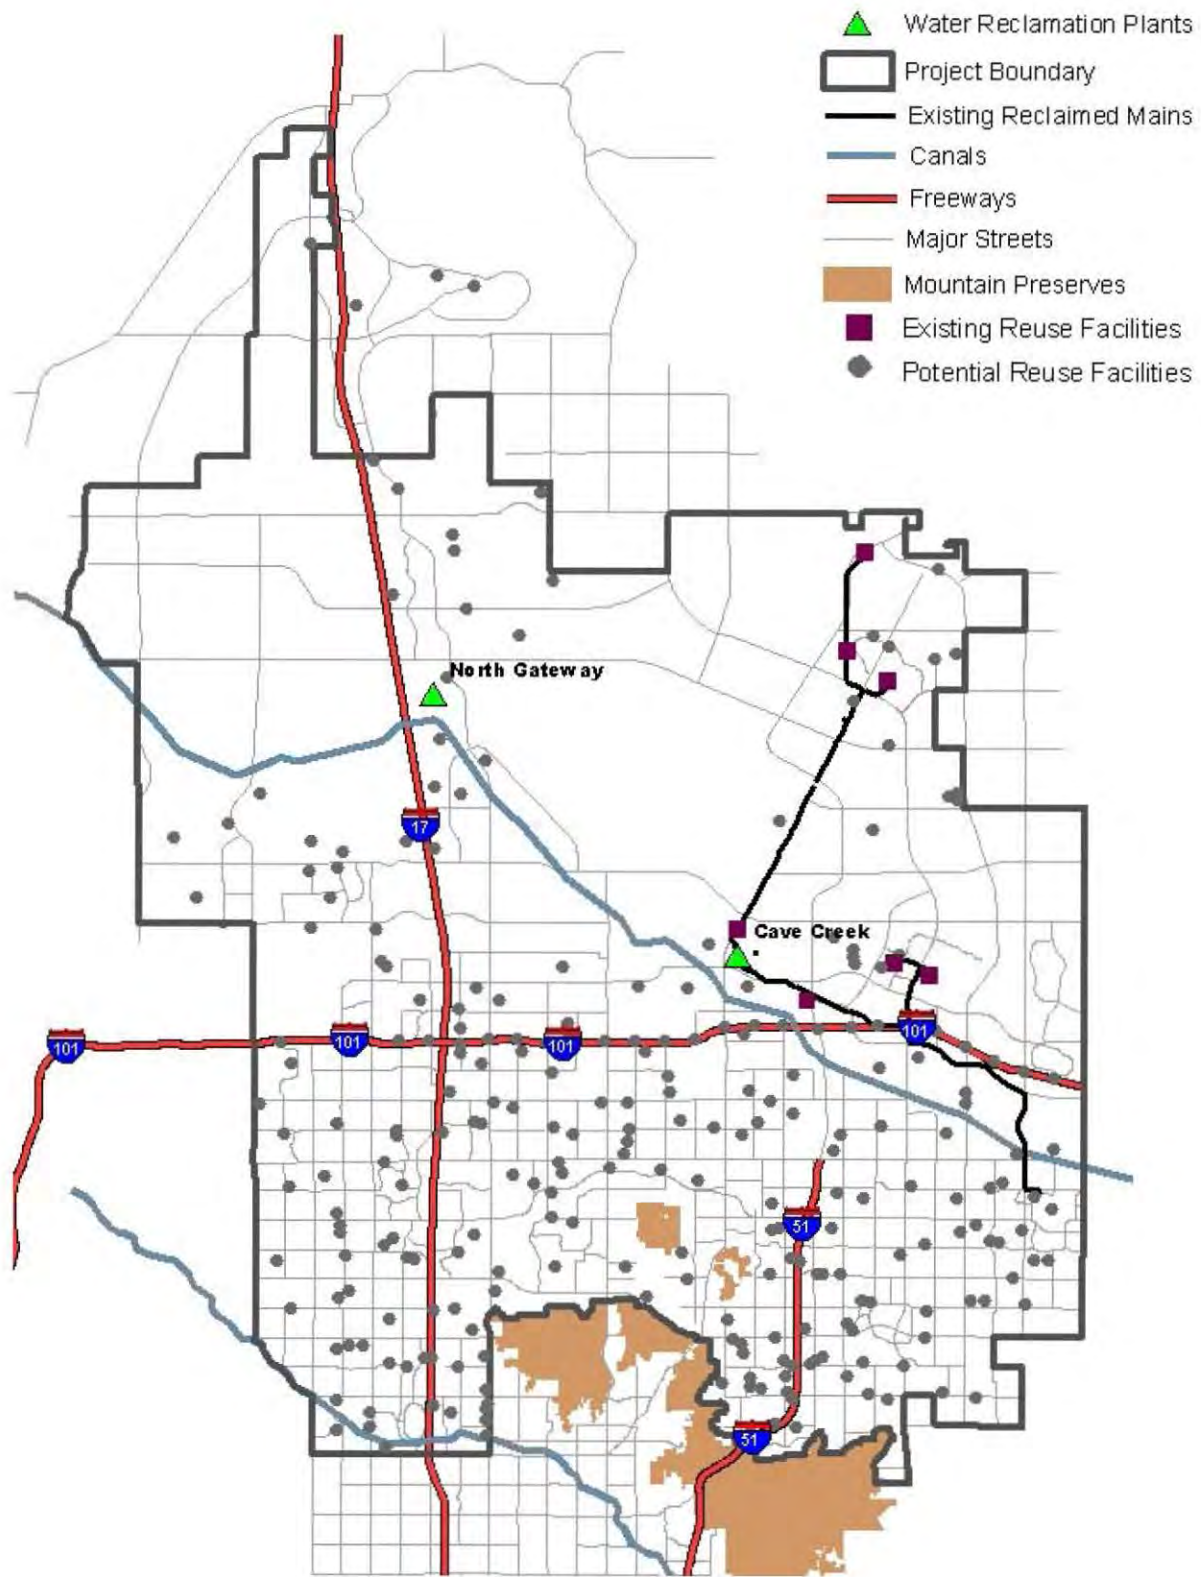 Water Reclamation Plants
Project Boundary
Existing Reclaimed Mains
Canals
Freeways
Major Streets
Mountain Preserves
Existing Reuse Facilities
Potential Reuse Facilities
North Gateway
17
Cave Creek
101
101
101
101
51
51